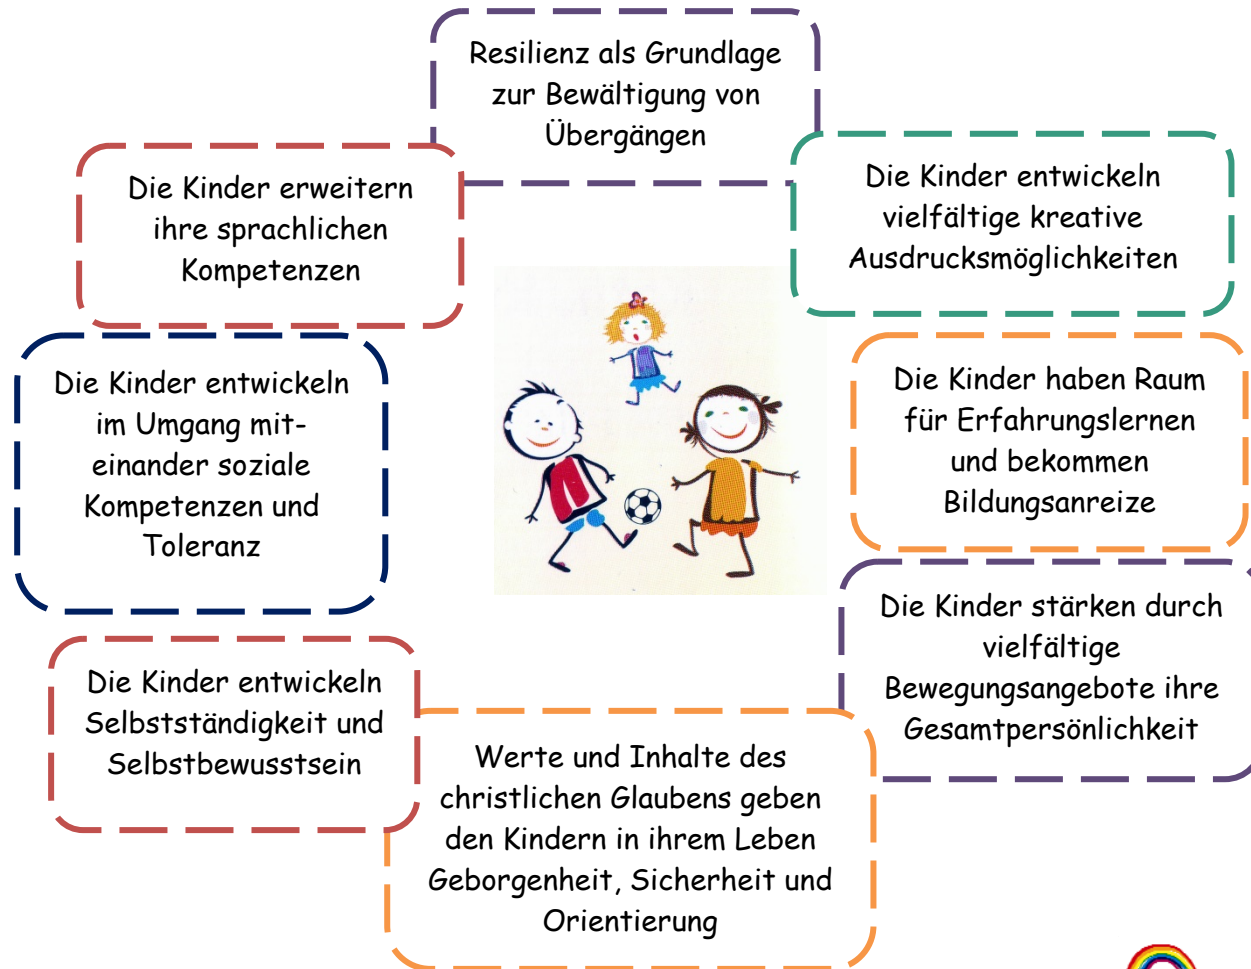 Resilienz als Grundlage
zur Bewältigung von
Übergängen
Die Kinder erweitern
ihre sprachlichen
Kompetenzen
Die Kinder entwickeln
vielfältige kreative
Ausdrucksmöglichkeiten
Die Kinder entwickeln
im Umgang mit-
einander soziale
Kompetenzen und
Toleranz
Die Kinder haben Raum
für Erfahrungslernen
und bekommen
Bildungsanreize
Die Kinder stärken durch
vielfältige
Bewegungsangebote ihre
Gesamtpersönlichkeit
Die Kinder entwickeln
Selbstständigkeit und
Selbstbewusstsein
Werte und Inhalte des
christlichen Glaubens geben
den Kindern in ihrem Leben
Geborgenheit, Sicherheit und
Orientierung